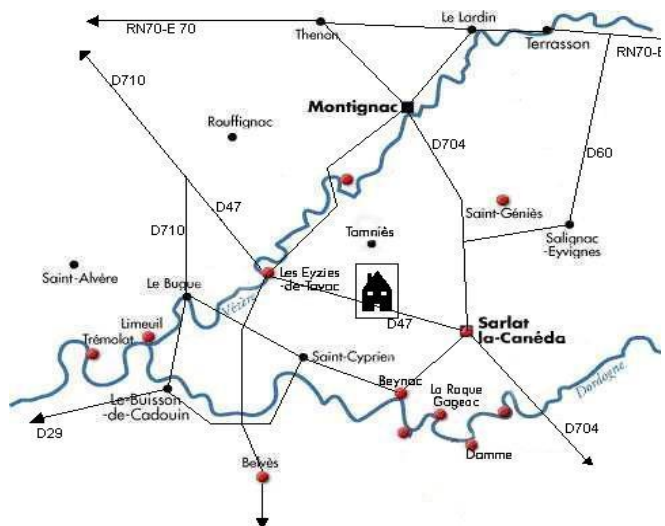 RN70-E 70
Thenon
Le Lardin
Terrasson
RN70-E
D710
Montignac
Rouffignac
D704
D60
D47
D710
Saint-Géniès
Salignac
-Eyvignes
Tamniès
Saint-Alvère
Les Eyzies
-de-Tayac
Le Bugue
Vézère
D47
Sarlat
la-Canéda
Limeuil
Trémolat
Saint-Cyprien
Beynac
La Roque
Gageac
Dordogne
Le-Buisson
-de-Cadouin
D29
D704
Domme
Belvès